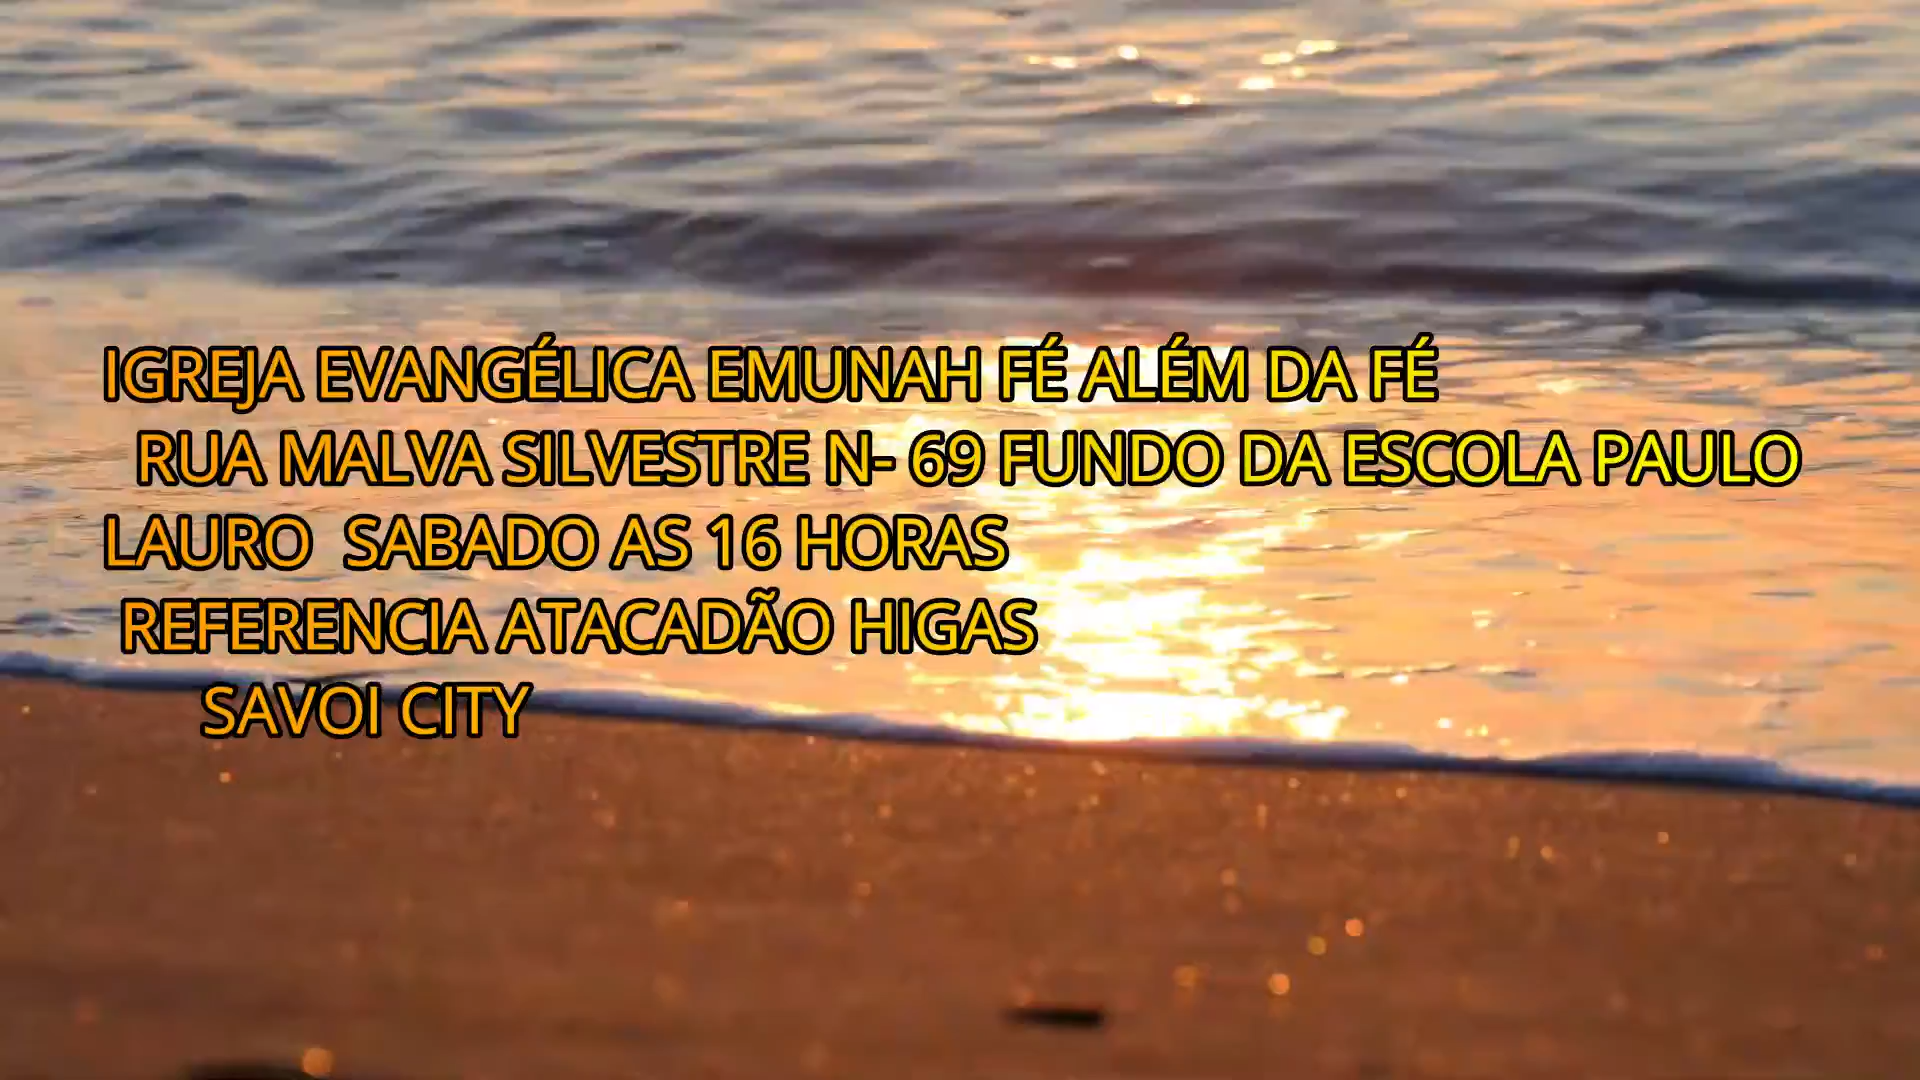 IGREJA EVANGÉLICA EMUNAH FÉ ALÉM DA FÉ
RUA MALVA SILVESTRE N- 69 FUNDO DA ESCOLA PAULO
LAURO  SABADO AS 16 HORAS
REFERENCIA ATACADÃO HIGAS
SAVOI CITY